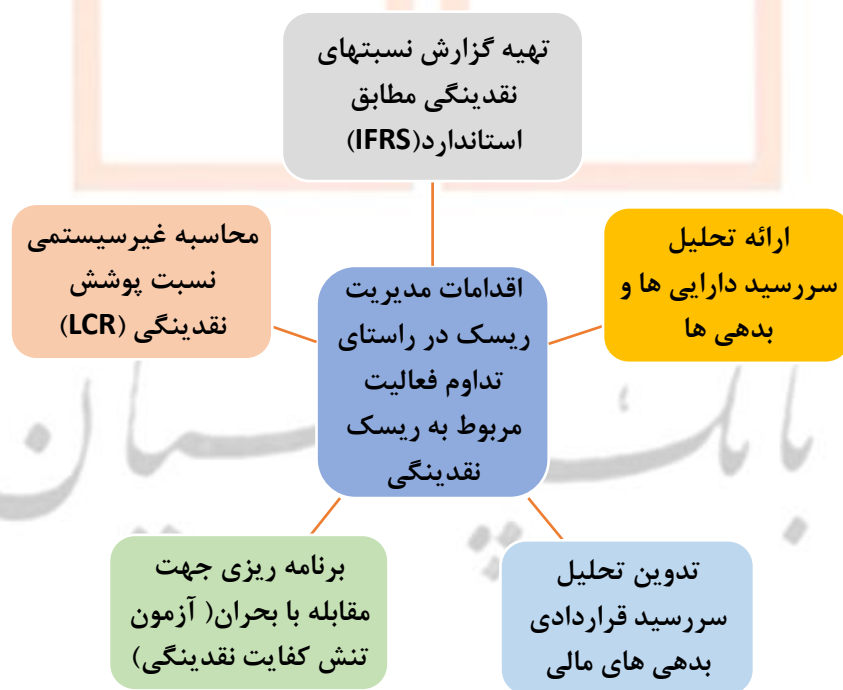 تهیه گزارش نسبتهای
نقدینگی مطابق
استاندارد(IFRS)
ارائه تحلیل
سررسید دارایی ها و
بدهی ها
محاسبه غیرسیستمی
نسبت پوشش
نقدینگی (LCR)
اقدامات مدیریت
ریسک در راستای
تداوم فعالیت
مربوط به ریسک
نقدینگی
تدوین تحلیل
سررسید قراردادی
بدهی های مالی
برنامه ریزی جهت
مقابله با بحران( آزمون
تنش کفایت نقدینگی)